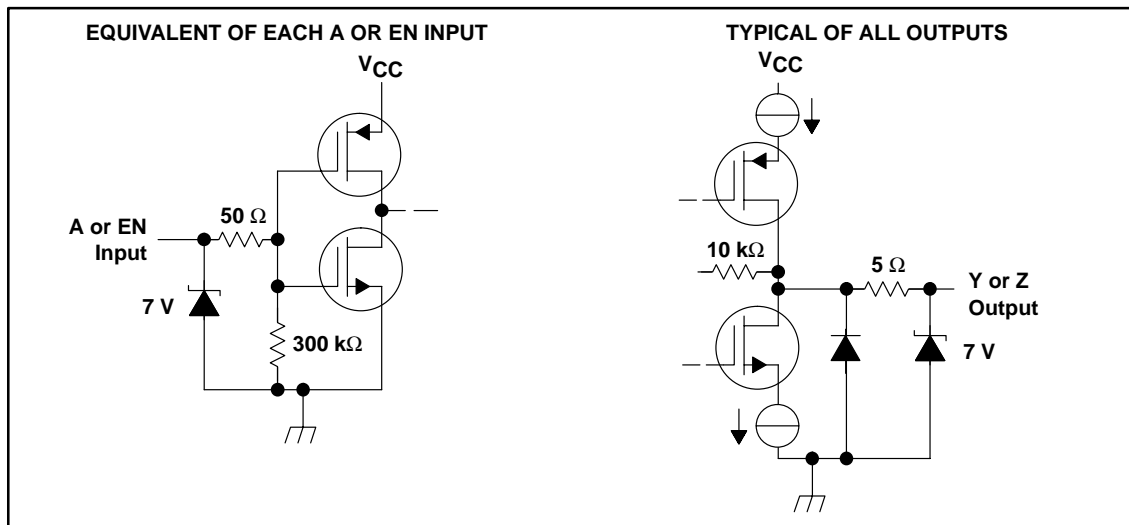 EQUIVALENT OF EACH A OR EN INPUT
VCC
50 Ω
A or EN
Input
7 V
300 kΩ
TYPICAL OF ALL OUTPUTS
VCC
10 kΩ
5 Ω
Y or Z
Output
7 V